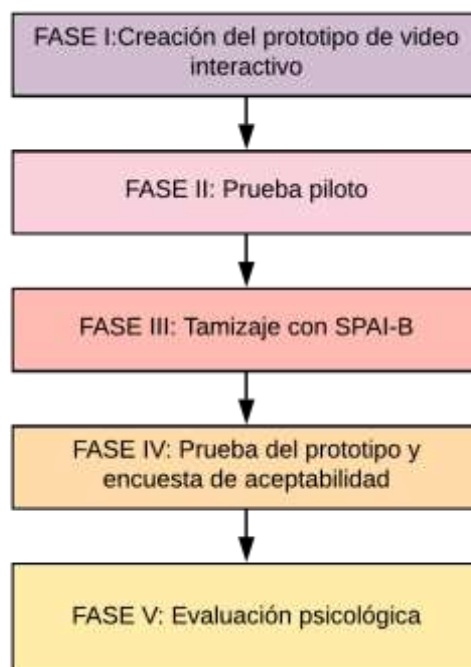 FASE I:Creación del prototipo de video
interactivo
FASE II: Prueba piloto
FASE III: Tamizaje con SPAI-B
FASE IV: Prueba del prototipo y
encuesta de aceptabilidad
FASE V: Evaluación psicológica